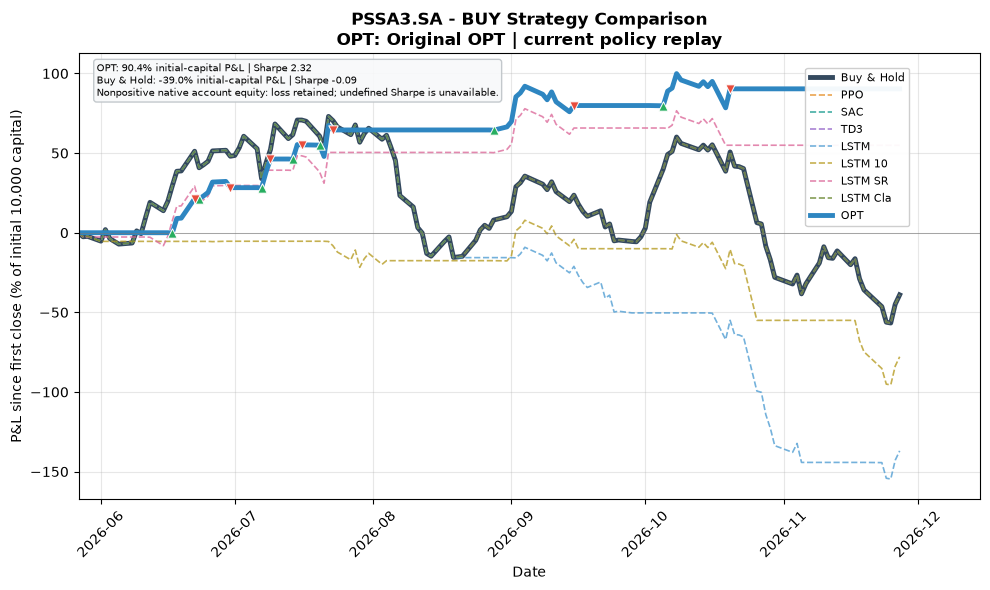 PSSA3.SA - BUY Strategy Comparison
OPT: Original OPT | current policy replay
OPT: 90.4% initial-capital P&L | Sharpe 2.32
Buy & Hold: -39.0% initial-capital P&L | Sharpe -0.09
Nonpositive native account equity: loss retained; undefined Sharpe is unavailable.
Buy & Hold
PPO
SAC
TD3
LSTM
LSTM 10
LSTM SR
LSTM Cla
OPT
P&L since first close (% of initial 10,000 capital)
100
50
0
−50
−100
−150
2026-06
2026-07
2026-08
2026-09
2026-10
2026-11
2026-12
Date